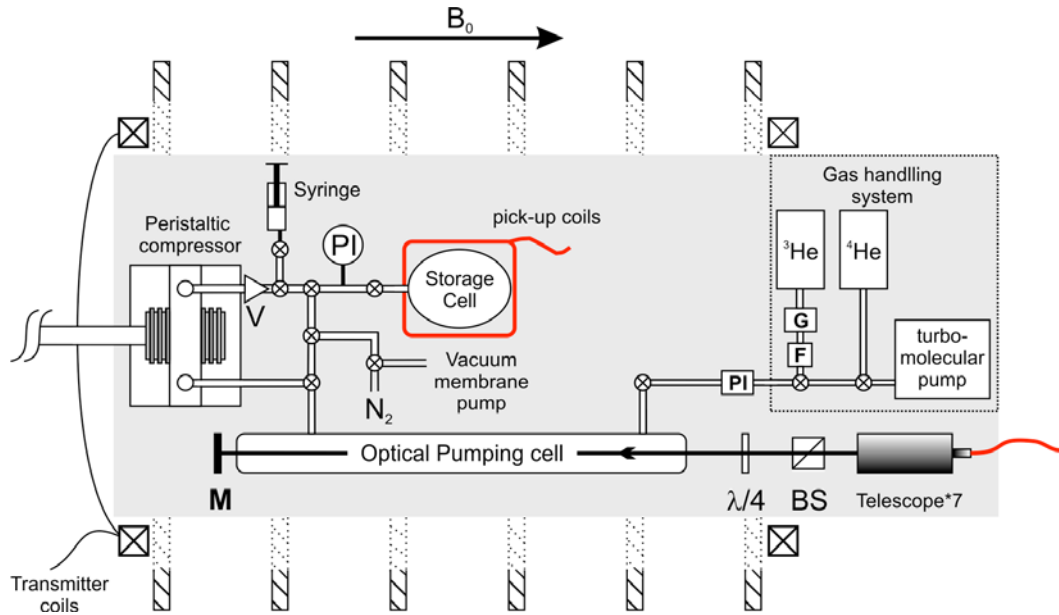 B₀
Gas handlling
system
Syringe
Peristaltic
compressor
pick-up coils
PI
³He
⁴He
Storage
Cell
V
G
F
turbo-
molecular
pump
Vacuum
membrane
pump
PI
N₂
Optical Pumping cell
M
λ/4
BS
Telescope*7
Transmitter
coils